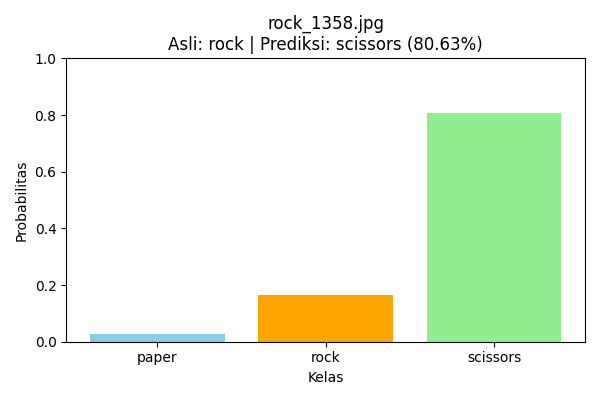 rock_1358.jpg
Asli: rock | Prediksi: scissors (80.63%)
1.0
0.8
0.6
0.4
0.2
0.0
Probabilitas
paper
rock
scissors
Kelas